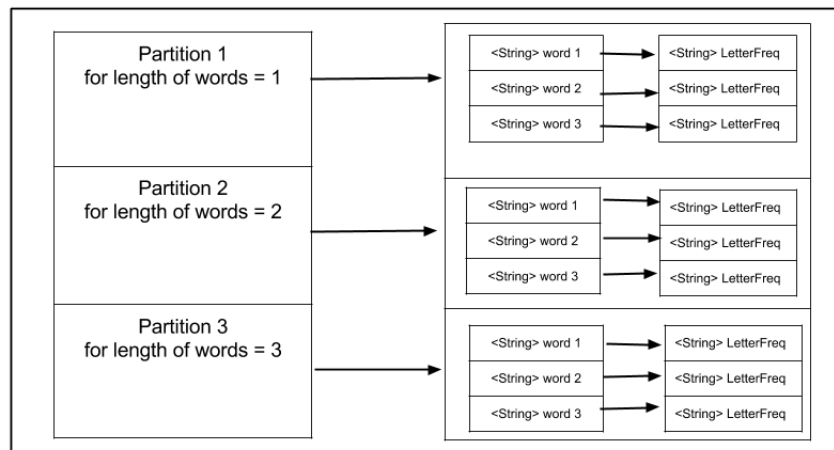 Partition 1
for length of words = 1
<String> word 1
<String> LetterFreq
<String> word 2
<String> LetterFreq
<String> word 3
<String> LetterFreq
Partition 2
for length of words = 2
<String> word 1
<String> LetterFreq
<String> word 2
<String> LetterFreq
<String> word 3
<String> LetterFreq
Partition 3
for length of words = 3
<String> word 1
<String> LetterFreq
<String> word 2
<String> LetterFreq
<String> word 3
<String> LetterFreq